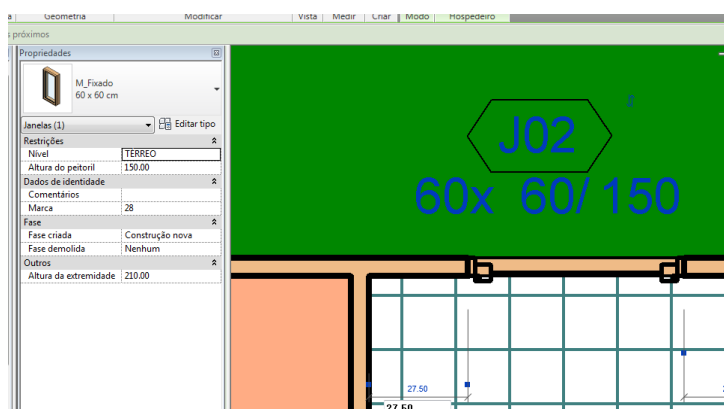 Geometria Modificar Vista Medir Criar Modo Hospedeiro
próximos
Propriedades
M_Fixado
60 x 60 cm
Janelas (1) Editar tipo
Restrições
Nível TÉRREO
Altura do peitoril 150.00
Dados de identidade
Comentários
Marca 28
Fase
Fase criada Construção nova
Fase demolida Nenhum
Outros
Altura da extremidade 210.00
J02
60x 60/ 150
27.50
27.50